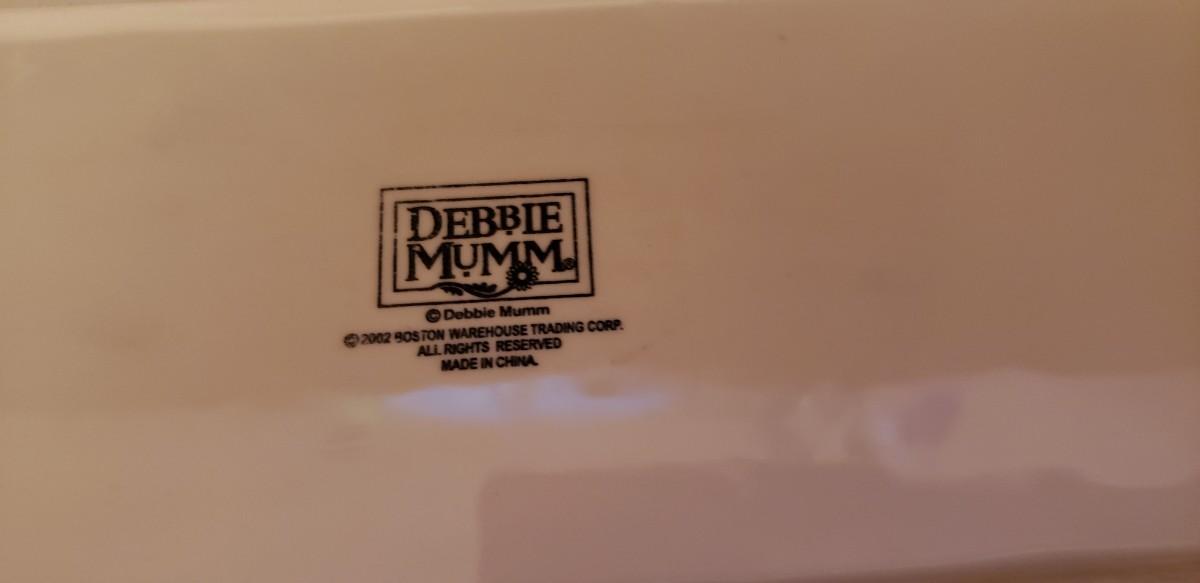 DEBBIE
MUMM®
© Debbie Mumm
© 2002 BOSTON WAREHOUSE TRADING CORP.
ALL RIGHTS RESERVED
MADE IN CHINA.